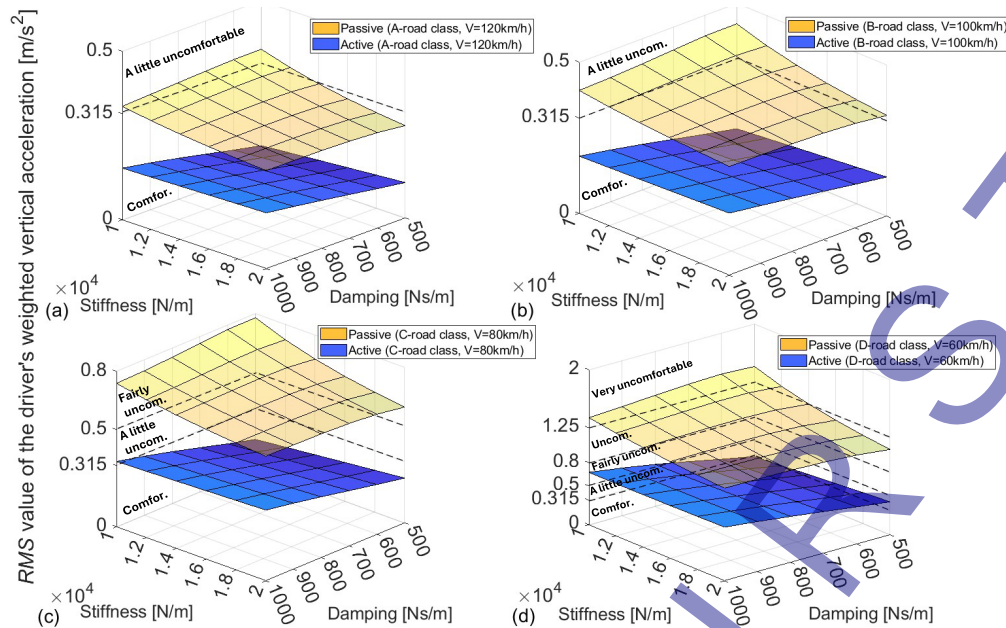 RMS value of the driver's weighted vertical acceleration [m/s²]
Passive (A-road class, V=120km/h)
Active (A-road class, V=120km/h)
0.5
A little uncomfortable
0.315
Comfor.
0
1
1.2
1.4
1.6
1.8
2
×10⁴
Stiffness [N/m]
1000
900
800
700
600
500
Damping [Ns/m]
(a)
Passive (B-road class, V=100km/h)
Active (B-road class, V=100km/h)
0.5
A little uncom.
0.315
Comfor.
0
1
1.2
1.4
1.6
1.8
2
×10⁴
Stiffness [N/m]
1000
900
800
700
600
500
Damping [Ns/m]
(b)
Passive (C-road class, V=80km/h)
Active (C-road class, V=80km/h)
0.8
Fairly
uncom.
0.5
A little
uncom.
0.315
Comfor.
0
1
1.2
1.4
1.6
1.8
2
×10⁴
Stiffness [N/m]
1000
900
800
700
600
500
Damping [Ns/m]
(c)
Passive (D-road class, V=60km/h)
Active (D-road class, V=60km/h)
2
Very uncomfortable
1.25
Uncom.
Fairly uncom.
0.8
0.5
A little uncom.
0.315
Comfor.
0
1
1.2
1.4
1.6
1.8
2
×10⁴
Stiffness [N/m]
1000
900
800
700
600
500
Damping [Ns/m]
(d)
R S